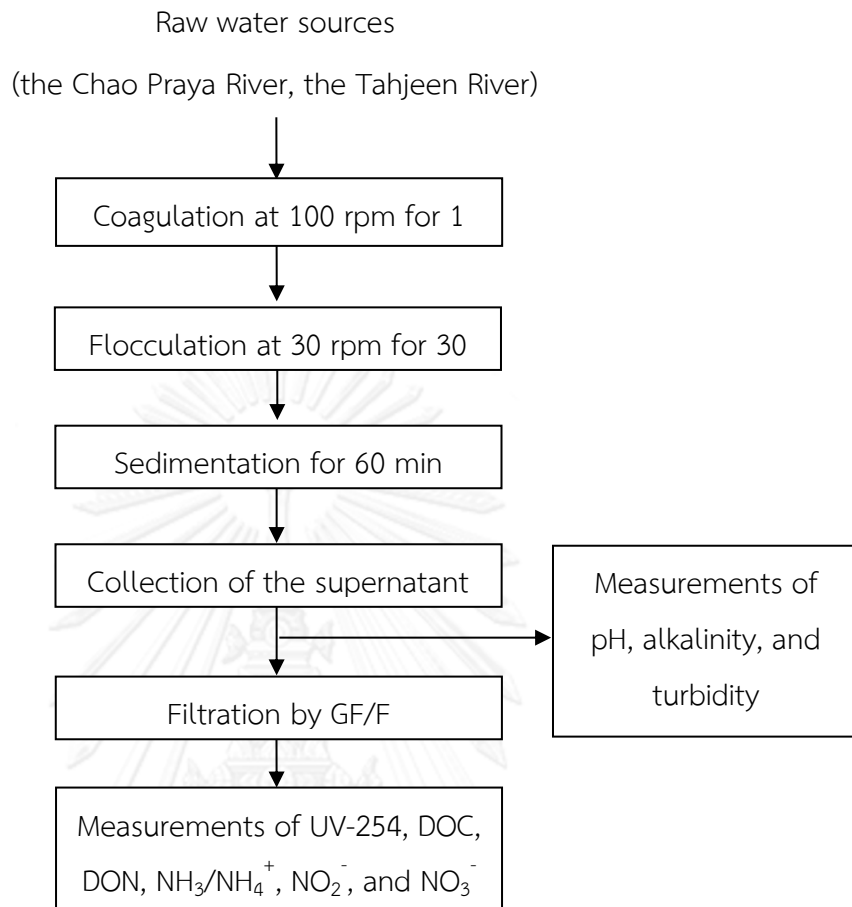 Raw water sources
(the Chao Praya River, the Tahjeen River)
Coagulation at 100 rpm for 1
Flocculation at 30 rpm for 30
Sedimentation for 60 min
Collection of the supernatant
Measurements of
pH, alkalinity, and
turbidity
Filtration by GF/F
Measurements of UV-254, DOC,
DON, NH₃/NH₄⁺, NO₂⁻, and NO₃⁻